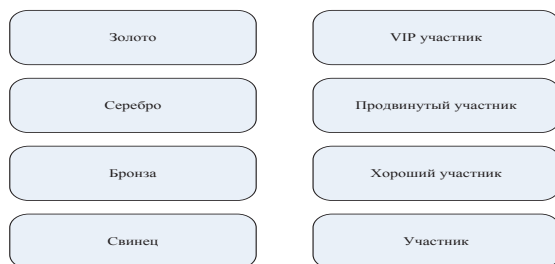 Золото
VIP участник
Серебро
Продвинутый участник
Бронза
Хороший участник
Свинец
Участник